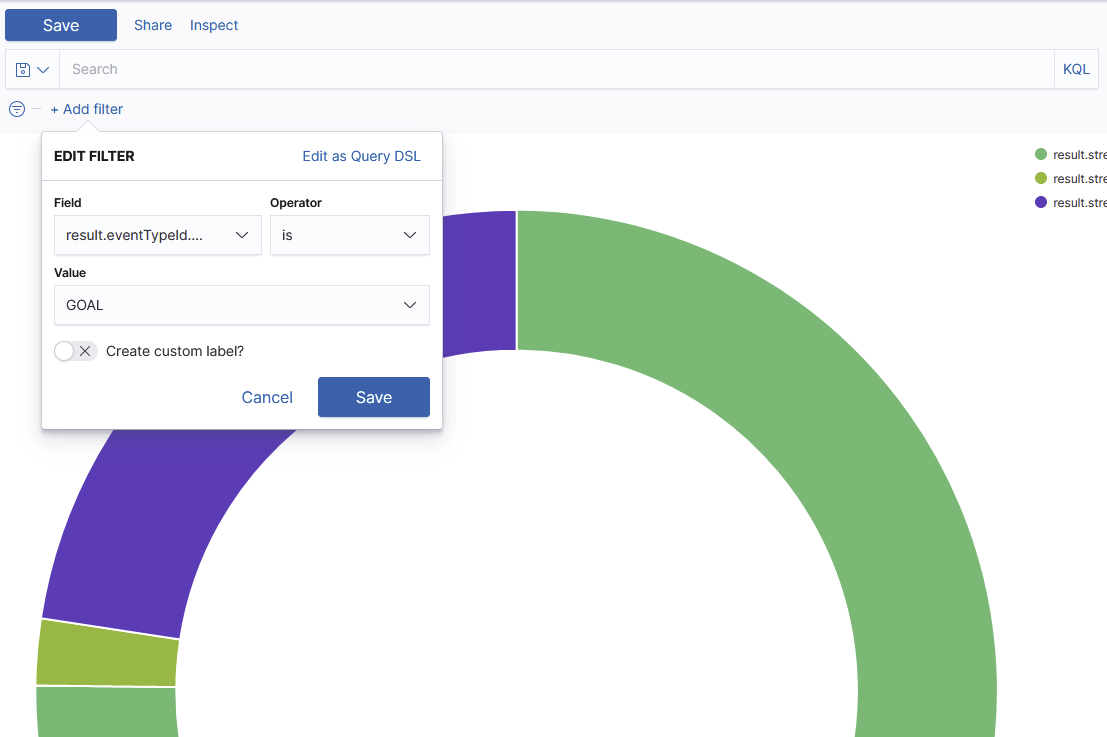 Save Share Inspect
Search KQL
+ Add filter
EDIT FILTER Edit as Query DSL
Field Operator
result.eventTypeId.... is
Value
GOAL
Create custom label?
Cancel Save
result.stre
result.stre
result.stre